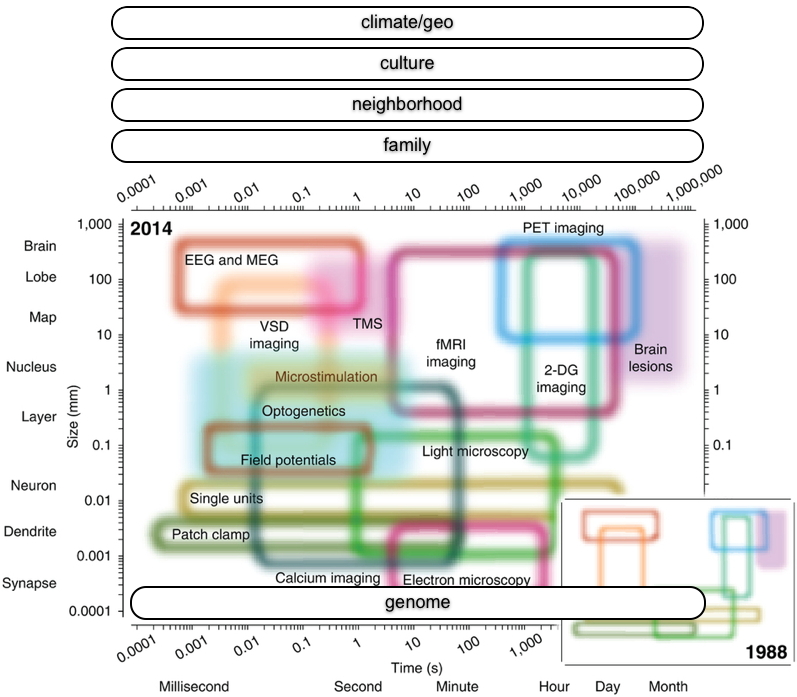 climate/geo
culture
neighborhood
family
0.0001 0.001 0.01 0.1 1 10 100 1,000 10,000 100,000 1,000,000
2014
PET imaging
1,000 1,000
Brain
EEG and MEG
Lobe
100 100
Map
TMS
VSD
imaging
10 10
fMRI
imaging
Brain
lesions
Nucleus
2-DG
imaging
Microstimulation
1 1
Size (mm)
Layer
Optogenetics
0.1 0.1
Light microscopy
Field potentials
Neuron
Single units
0.01
Dendrite
Patch clamp
0.001
Calcium imaging
Electron microscopy
Synapse
genome
0.0001
0.0001 0.001 0.01 0.1 1 10 100 1,000
1988
Time (s)
Millisecond Second Minute Hour Day Month